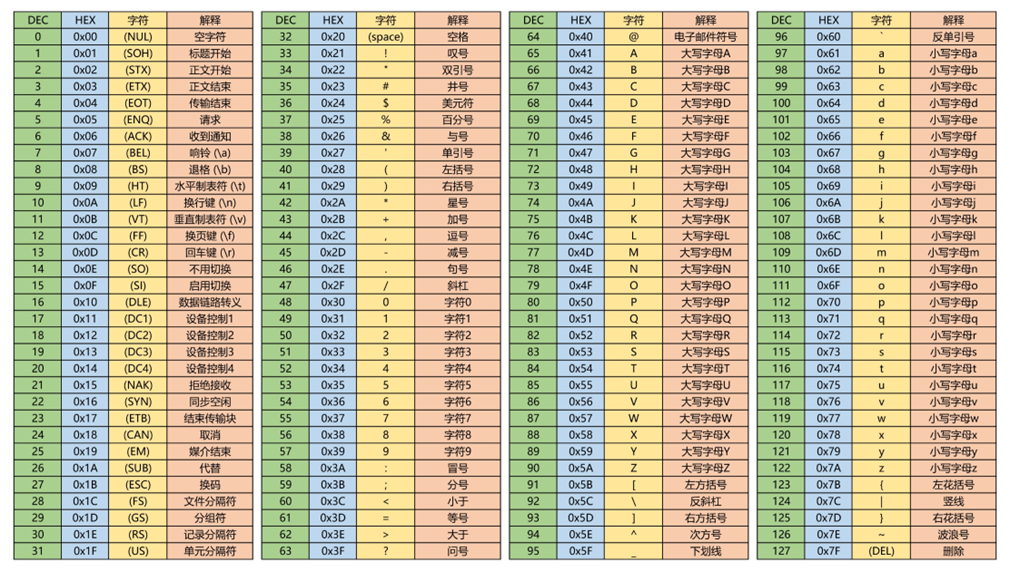 DEC HEX 字符 解释 DEC HEX 字符 解释 DEC HEX 字符 解释 DEC HEX 字符 解释
0 0x00 (NUL) 空字符 32 0x20 (space) 空格 64 0x40 @ 电子邮件符号 96 0x60 ` 反单引号
1 0x01 (SOH) 标题开始 33 0x21 ! 叹号 65 0x41 A 大写字母A 97 0x61 a 小写字母a
2 0x02 (STX) 正文开始 34 0x22 " 双引号 66 0x42 B 大写字母B 98 0x62 b 小写字母b
3 0x03 (ETX) 正文结束 35 0x23 # 井号 67 0x43 C 大写字母C 99 0x63 c 小写字母c
4 0x04 (EOT) 传输结束 36 0x24 $ 美元符 68 0x44 D 大写字母D 100 0x64 d 小写字母d
5 0x05 (ENQ) 请求 37 0x25 % 百分号 69 0x45 E 大写字母E 101 0x65 e 小写字母e
6 0x06 (ACK) 收到通知 38 0x26 & 与号 70 0x46 F 大写字母F 102 0x66 f 小写字母f
7 0x07 (BEL) 响铃 (\a) 39 0x27 ' 单引号 71 0x47 G 大写字母G 103 0x67 g 小写字母g
8 0x08 (BS) 退格 (\b) 40 0x28 ( 左括号 72 0x48 H 大写字母H 104 0x68 h 小写字母h
9 0x09 (HT) 水平制表符 (\t) 41 0x29 ) 右括号 73 0x49 I 大写字母I 105 0x69 i 小写字母i
10 0x0A (LF) 换行键 (\n) 42 0x2A * 星号 74 0x4A J 大写字母J 106 0x6A j 小写字母j
11 0x0B (VT) 垂直制表符 (\v) 43 0x2B + 加号 75 0x4B K 大写字母K 107 0x6B k 小写字母k
12 0x0C (FF) 换页键 (\f) 44 0x2C , 逗号 76 0x4C L 大写字母L 108 0x6C l 小写字母l
13 0x0D (CR) 回车键 (\r) 45 0x2D - 减号 77 0x4D M 大写字母M 109 0x6D m 小写字母m
14 0x0E (SO) 不用切换 46 0x2E . 句号 78 0x4E N 大写字母N 110 0x6E n 小写字母n
15 0x0F (SI) 启用切换 47 0x2F / 斜杠 79 0x4F O 大写字母O 111 0x6F o 小写字母o
16 0x10 (DLE) 数据链路转义 48 0x30 0 字符0 80 0x50 P 大写字母P 112 0x70 p 小写字母p
17 0x11 (DC1) 设备控制1 49 0x31 1 字符1 81 0x51 Q 大写字母Q 113 0x71 q 小写字母q
18 0x12 (DC2) 设备控制2 50 0x32 2 字符2 82 0x52 R 大写字母R 114 0x72 r 小写字母r
19 0x13 (DC3) 设备控制3 51 0x33 3 字符3 83 0x53 S 大写字母S 115 0x73 s 小写字母s
20 0x14 (DC4) 设备控制4 52 0x34 4 字符4 84 0x54 T 大写字母T 116 0x74 t 小写字母t
21 0x15 (NAK) 拒绝接收 53 0x35 5 字符5 85 0x55 U 大写字母U 117 0x75 u 小写字母u
22 0x16 (SYN) 同步空闲 54 0x36 6 字符6 86 0x56 V 大写字母V 118 0x76 v 小写字母v
23 0x17 (ETB) 结束传输块 55 0x37 7 字符7 87 0x57 W 大写字母W 119 0x77 w 小写字母w
24 0x18 (CAN) 取消 56 0x38 8 字符8 88 0x58 X 大写字母X 120 0x78 x 小写字母x
25 0x19 (EM) 媒介结束 57 0x39 9 字符9 89 0x59 Y 大写字母Y 121 0x79 y 小写字母y
26 0x1A (SUB) 代替 58 0x3A : 冒号 90 0x5A Z 大写字母Z 122 0x7A z 小写字母z
27 0x1B (ESC) 换码 59 0x3B ; 分号 91 0x5B [ 左方括号 123 0x7B { 左花括号
28 0x1C (FS) 文件分隔符 60 0x3C < 小于 92 0x5C \ 反斜杠 124 0x7C | 竖线
29 0x1D (GS) 分组符 61 0x3D = 等号 93 0x5D ] 右方括号 125 0x7D } 右花括号
30 0x1E (RS) 记录分隔符 62 0x3E > 大于 94 0x5E ^ 次方号 126 0x7E ~ 波浪号
31 0x1F (US) 单元分隔符 63 0x3F ? 问号 95 0x5F _ 下划线 127 0x7F (DEL) 删除